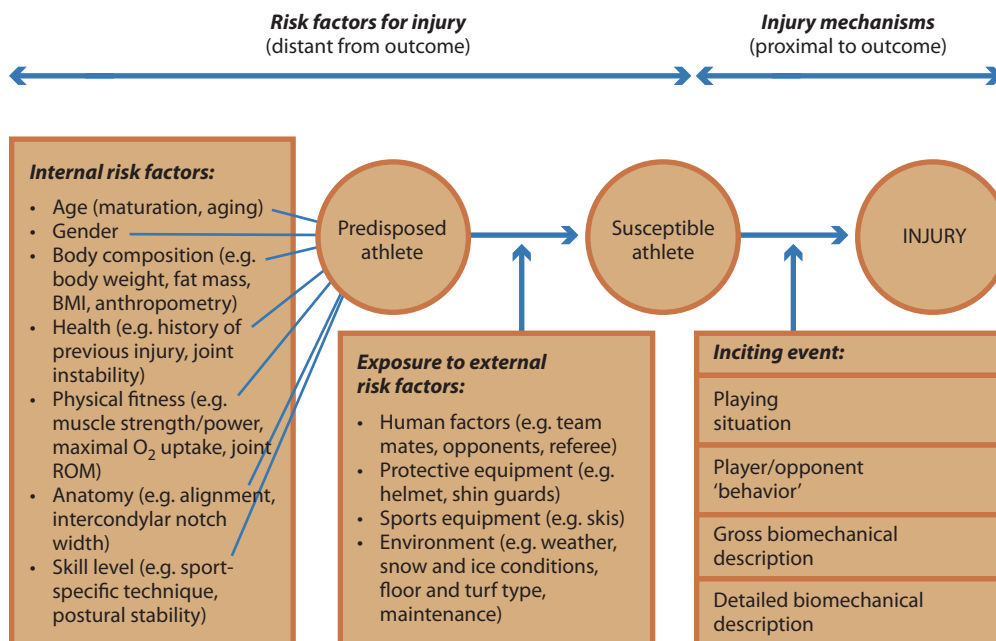 Risk factors for injury
(distant from outcome)
Injury mechanisms
(proximal to outcome)
Internal risk factors:
• Age (maturation, aging)
• Gender
• Body composition (e.g.
body weight, fat mass,
BMI, anthropometry)
• Health (e.g. history of
previous injury, joint
instability)
• Physical fitness (e.g.
muscle strength/power,
maximal O₂ uptake, joint
ROM)
• Anatomy (e.g. alignment,
intercondylar notch
width)
• Skill level (e.g. sport-
specific technique,
postural stability)
Predisposed
athlete
Susceptible
athlete
INJURY
Exposure to external
risk factors:
• Human factors (e.g. team
mates, opponents, referee)
• Protective equipment (e.g.
helmet, shin guards)
• Sports equipment (e.g. skis)
• Environment (e.g. weather,
snow and ice conditions,
floor and turf type,
maintenance)
Inciting event:
Playing
situation
Player/opponent
‘behavior’
Gross biomechanical
description
Detailed biomechanical
description